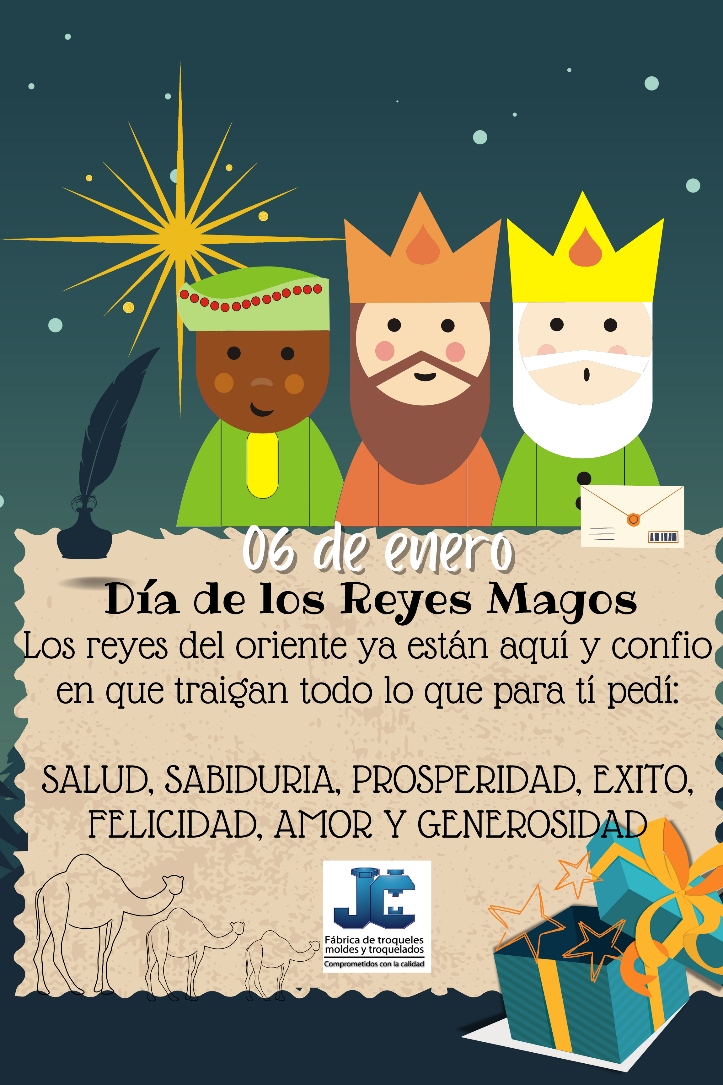 06 de enero
Día de los Reyes Magos
Los reyes del oriente ya están aquí y confio
en que traigan todo lo que para tí pedí:
SALUD, SABIDURIA, PROSPERIDAD, EXITO,
FELICIDAD, AMOR Y GENEROSIDAD
JC
Fábrica de troqueles
moldes y troquelados
Comprometidos con la calidad